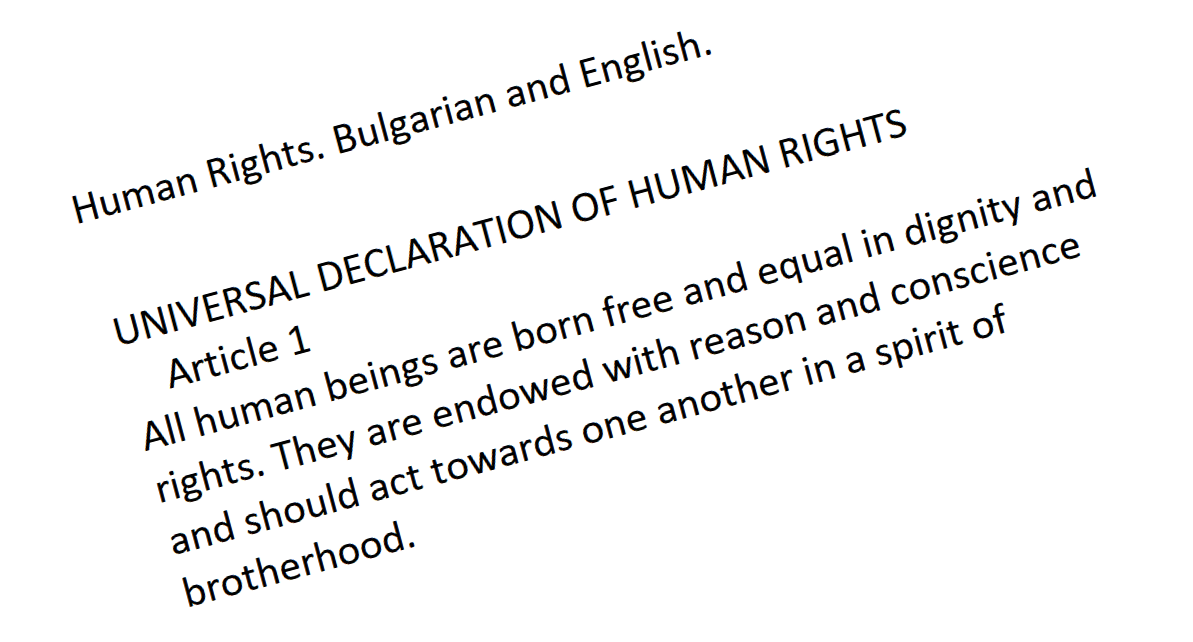 Human Rights. Bulgarian and English.
UNIVERSAL DECLARATION OF HUMAN RIGHTS
Article 1
All human beings are born free and equal in dignity and
rights. They are endowed with reason and conscience
and should act towards one another in a spirit of
brotherhood.